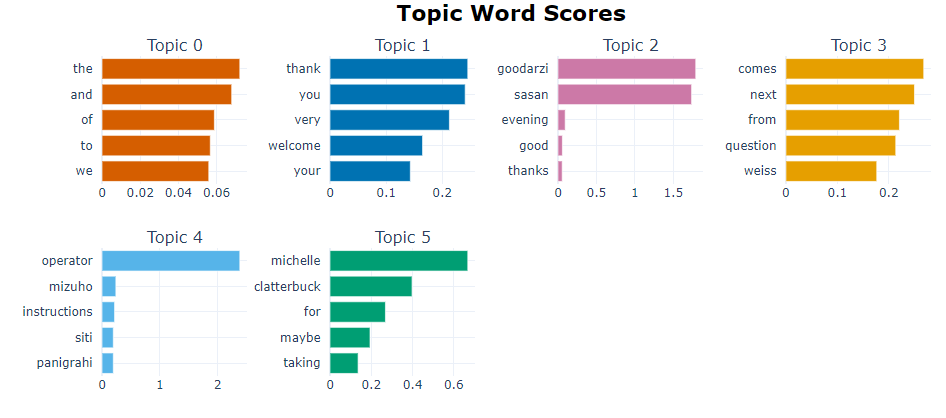 Topic Word Scores
Topic 0
the
and
of
to
we
0 0.02 0.04 0.06
Topic 1
thank
you
very
welcome
your
0 0.1 0.2
Topic 2
goodarzi
sasan
evening
good
thanks
0 0.5 1 1.5
Topic 3
comes
next
from
question
weiss
0 0.1 0.2
Topic 4
operator
mizuho
instructions
siti
panigrahi
0 1 2
Topic 5
michelle
clatterbuck
for
maybe
taking
0 0.2 0.4 0.6